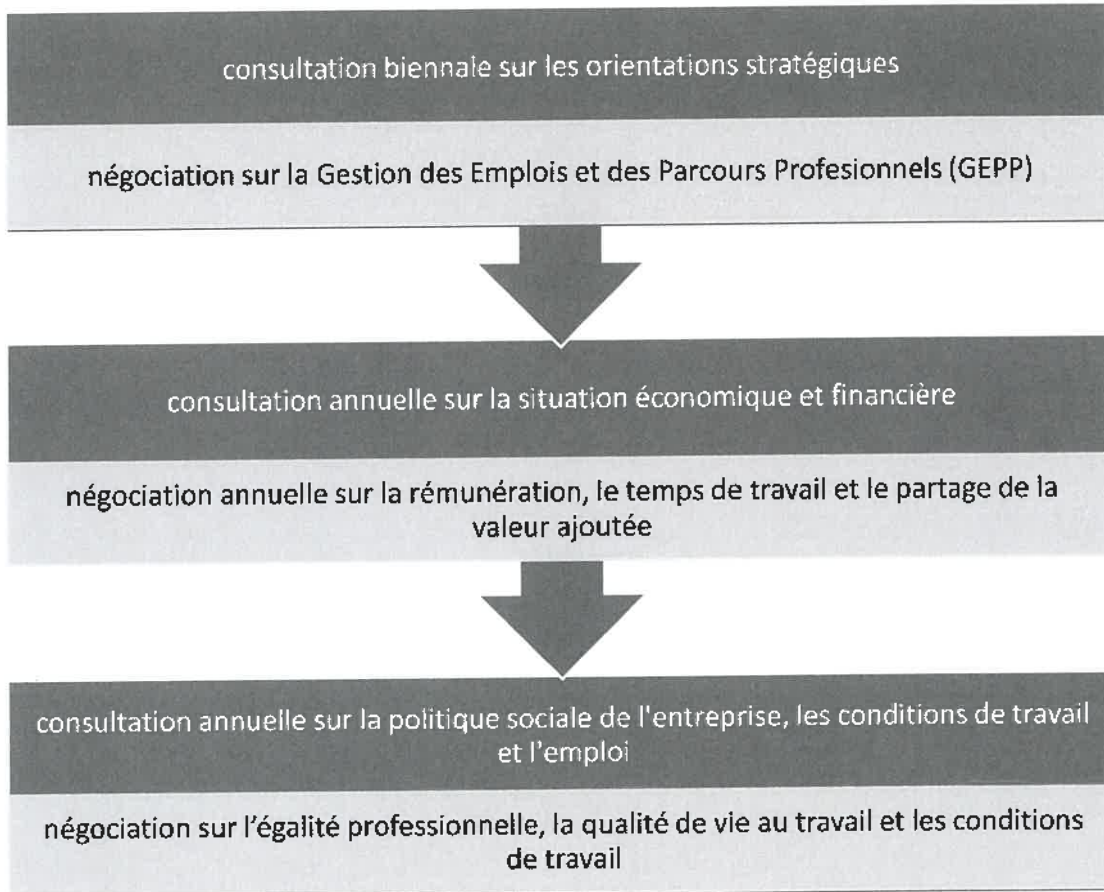 consultation biennale sur les orientations stratégiques
négociation sur la Gestion des Emplois et des Parcours Profesionnels (GEPP)
consultation annuelle sur la situation économique et financière
négociation annuelle sur la rémunération, le temps de travail et le partage de la
valeur ajoutée
consultation annuelle sur la politique sociale de l'entreprise, les conditions de travail
et l'emploi
négociation sur l'égalité professionnelle, la qualité de vie au travail et les conditions
de travail